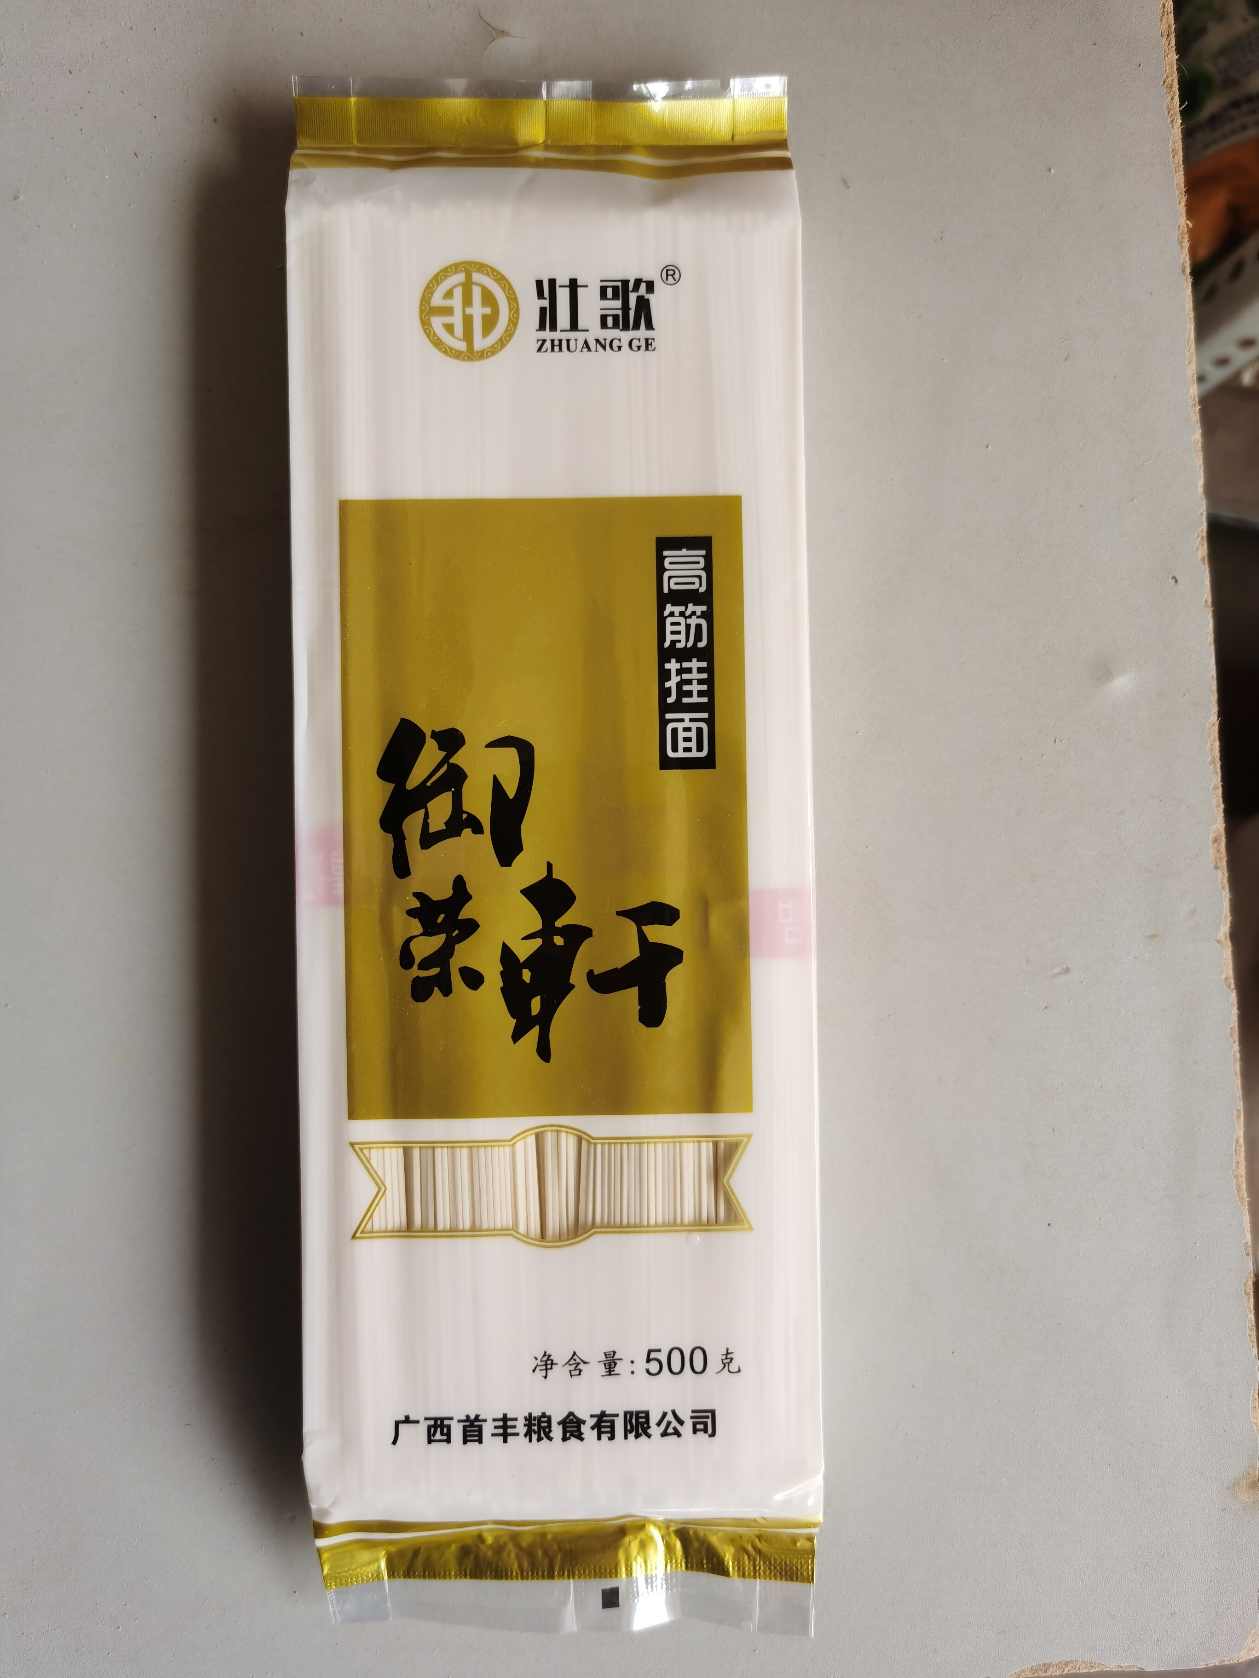 壮歌®
ZHUANG GE
高筋挂面
御
荣軒
净含量:500克
广西首丰粮食有限公司